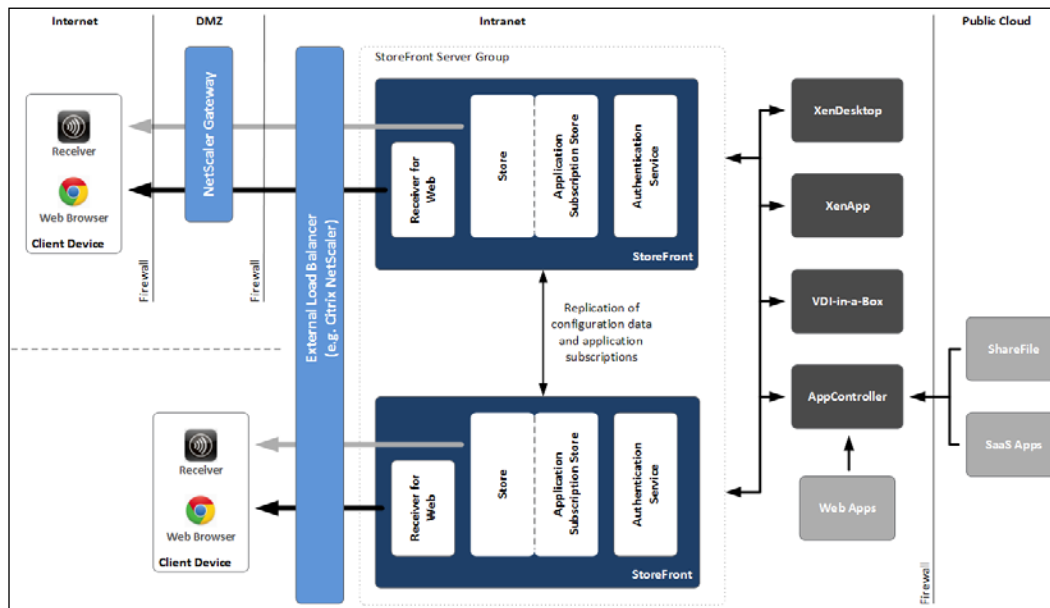 Internet
DMZ
Intranet
Public Cloud
StoreFront Server Group
NetScaler Gateway
External Load Balancer
(e.g. Citrix NetScaler)
Receiver
Web Browser
Client Device
Firewall
Firewall
Receiver for
Web
Store
Application
Subscription Store
Authentication
Service
StoreFront
XenDesktop
XenApp
VDI-in-a-Box
AppController
Web Apps
ShareFile
SaaS Apps
Replication of
configuration data
and application
subscriptions
Receiver
Web Browser
Client Device
Receiver for
Web
Store
Application
Subscription Store
Authentication
Service
StoreFront
Firewall